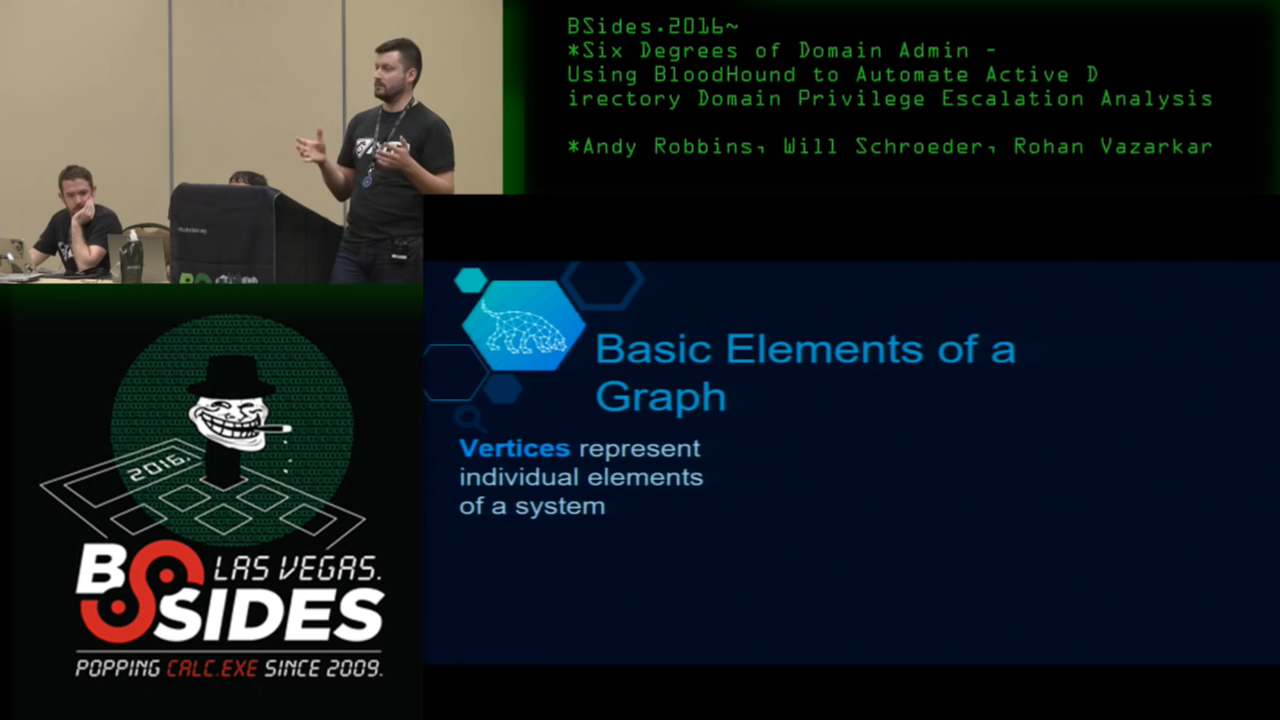 BSides.2016~
*Six Degrees of Domain Admin -
Using BloodHound to Automate Active D
irectory Domain Privilege Escalation Analysis
*Andy Robbins, Will Schroeder, Rohan Vazarkar
Basic Elements of a
Graph
Vertices represent
individual elements
of a system
2016.
BSIDES
LAS VEGAS.
POPPING CALC.EXE SINCE 2009.